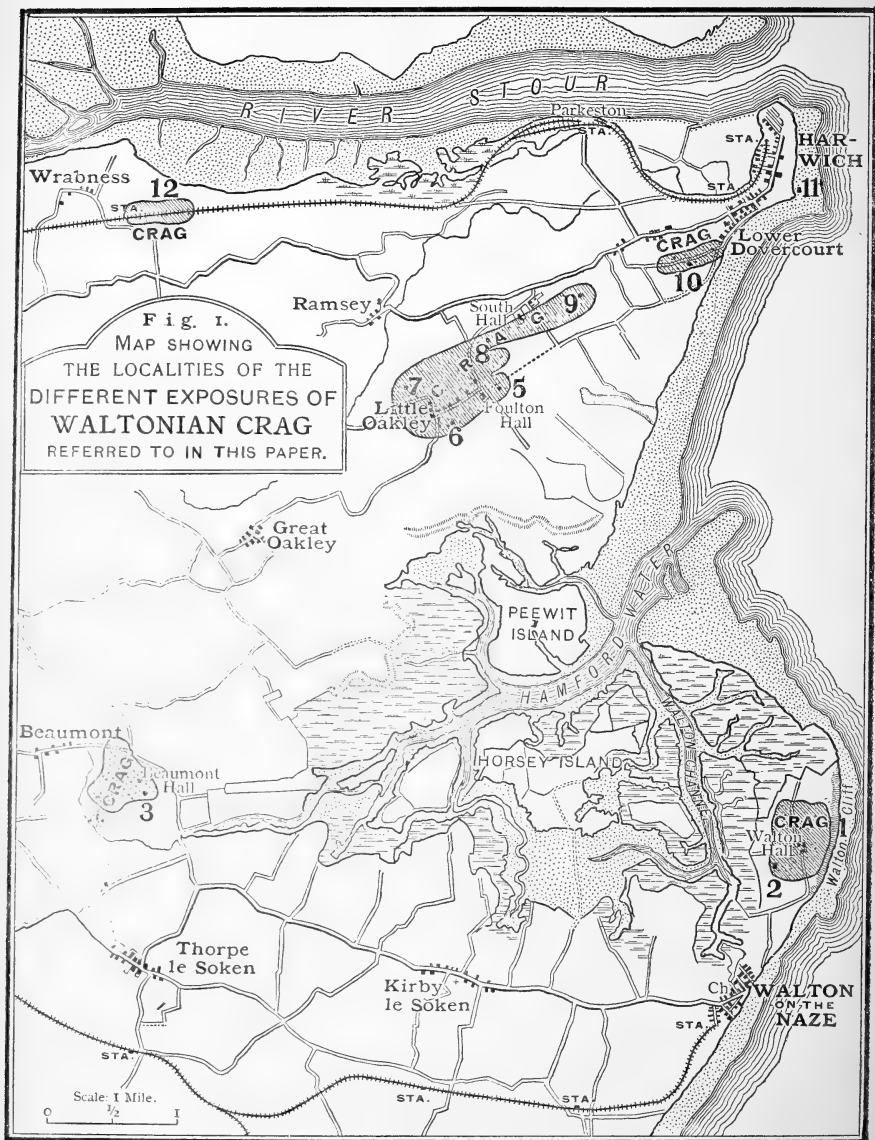 RIVER STOUR
Parkeston
STA.
STA.
HAR-
WICH
STA.
11
Wrabness
12
STA.
CRAG
CRAG
Lower
Dovercourt
10
Ramsey
South
Hall
9
CRAG
8
7
5
Little
Oakley
Poulton
Hall
6
Fig. 1.
MAP SHOWING
THE LOCALITIES OF THE
DIFFERENT EXPOSURES OF
WALTONIAN CRAG
REFERRED TO IN THIS PAPER.
Great
Oakley
PEEWIT
ISLAND
HAMFORD WATER
Beaumont
CRAG
Beaumont
Hall
3
HORSEY ISLAND
WALTON CHANNEL
CRAG
1
Walton
Hall
2
Walton Cliff
Thorpe
le Soken
Kirby
le Soken
Ch.
WALTON
ON THE
NAZE
STA.
STA.
STA.
STA.
Scale: 1 Mile.
0 1/2 1